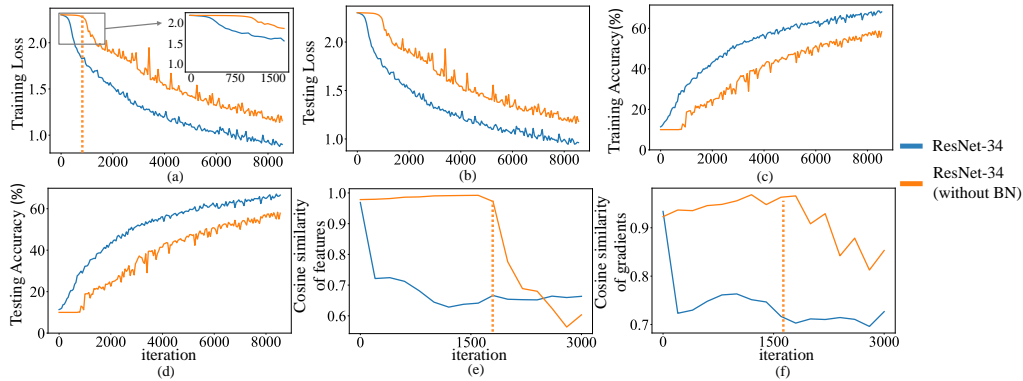 Training Loss
2.0
1.5
1.0
2.0
1.5
1.0
0
750
1500
0
2000
4000
6000
8000
(a)
Testing Loss
2.0
1.5
1.0
0
2000
4000
6000
8000
(b)
Training Accuracy(%)
60
40
20
0
0
2000
4000
6000
8000
(c)
ResNet-34
ResNet-34
(without BN)
Testing Accuracy (%)
60
40
20
0
0
2000
4000
6000
8000
iteration
(d)
Cosine similarity
of features
1.0
0.9
0.8
0.7
0.6
0
1500
3000
iteration
(e)
Cosine similarity
of gradients
0.9
0.8
0.7
0
1500
3000
iteration
(f)